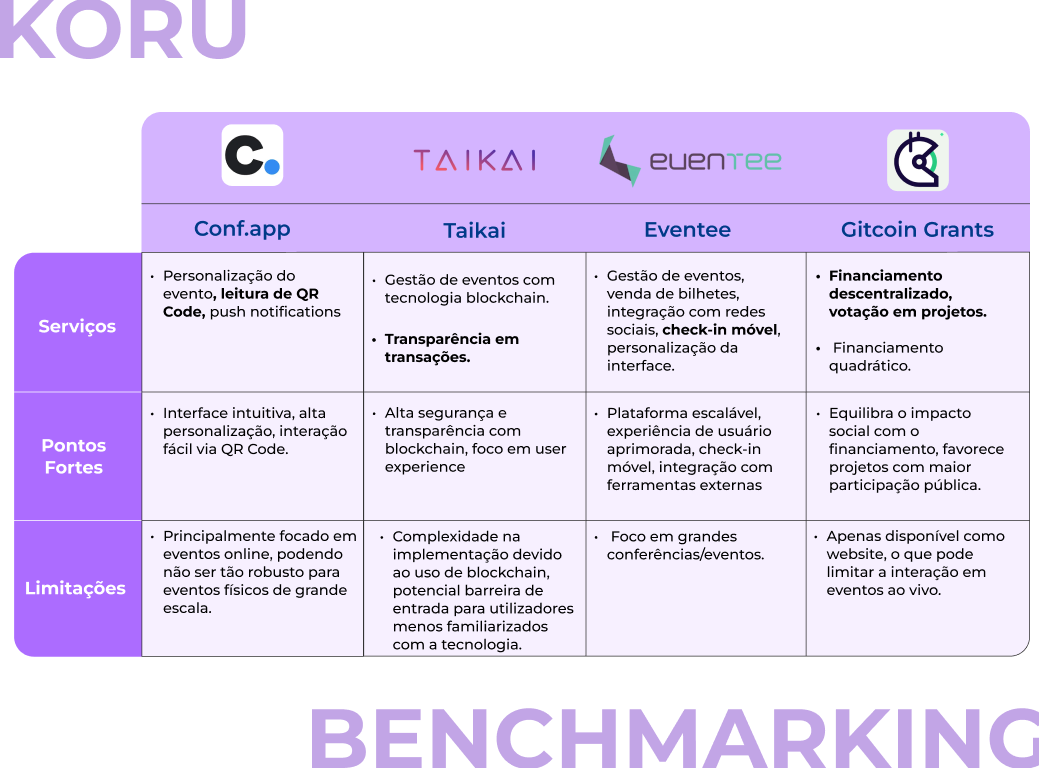 KORU
C.
TAIKAI
eventee
Conf.app
Taikai
Eventee
Gitcoin Grants
Serviços
• Personalização do
evento, leitura de QR
Code, push notifications
• Gestão de eventos com
tecnologia blockchain.
• Transparência em
transações.
• Gestão de eventos,
venda de bilhetes,
integração com redes
sociais, check-in móvel,
personalização da
interface.
• Financiamento
descentralizado,
votação em projetos.
• Financiamento
quadrático.
Pontos
Fortes
• Interface intuitiva, alta
personalização, interação
fácil via QR Code.
• Alta segurança e
transparência com
blockchain, foco em user
experience
• Plataforma escalável,
experiência de usuário
aprimorada, check-in
móvel, integração com
ferramentas externas
• Equilibra o impacto
social com o
financiamento, favorece
projetos com maior
participação pública.
Limitações
• Principalmente focado em
eventos online, podendo
não ser tão robusto para
eventos físicos de grande
escala.
• Complexidade na
implementação devido
ao uso de blockchain,
potencial barreira de
entrada para utilizadores
menos familiarizados
com a tecnologia.
• Foco em grandes
conferências/eventos.
• Apenas disponível como
website, o que pode
limitar a interação em
eventos ao vivo.
BENCHMARKING